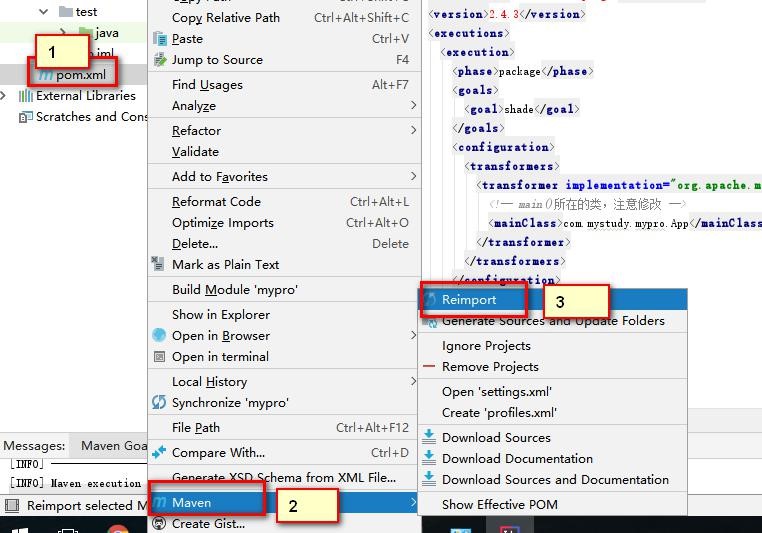 test
java
1
.iml
pom.xml
External Libraries
Scratches and Cons
Copy Relative Path Ctrl+Alt+Shift+C
Paste Ctrl+V
Jump to Source F4
Find Usages Alt+F7
Analyze
Refactor
Validate
Add to Favorites
Reformat Code Ctrl+Alt+L
Optimize Imports Ctrl+Alt+O
Delete... Delete
Mark as Plain Text
Build Module 'mypro'
Show in Explorer
Open in Browser
Open in terminal
Local History
Synchronize 'mypro'
File Path Ctrl+Alt+F12
Compare With... Ctrl+D
Generate XSD Schema from XML File...
Maven
2
Create Gist...
<version>2.4.3</version>
<executions>
<execution>
<phase>package</phase>
<goals>
<goal>shade</goal>
</goals>
<configuration>
<transformers>
<transformer implementation="org.apache.m
<!-- main()所在的类，注意修改 -->
<mainClass>com.mystudy.mypro.App</mainClass
</transformer>
</transformers>
</configuration>
Reimport
3
Generate Sources and Update Folders
Ignore Projects
Remove Projects
Open 'settings.xml'
Create 'profiles.xml'
Download Sources
Download Documentation
Download Sources and Documentation
Show Effective POM
Messages: Maven Goa
[INFO]
[INFO] Maven execution
Reimport selected M